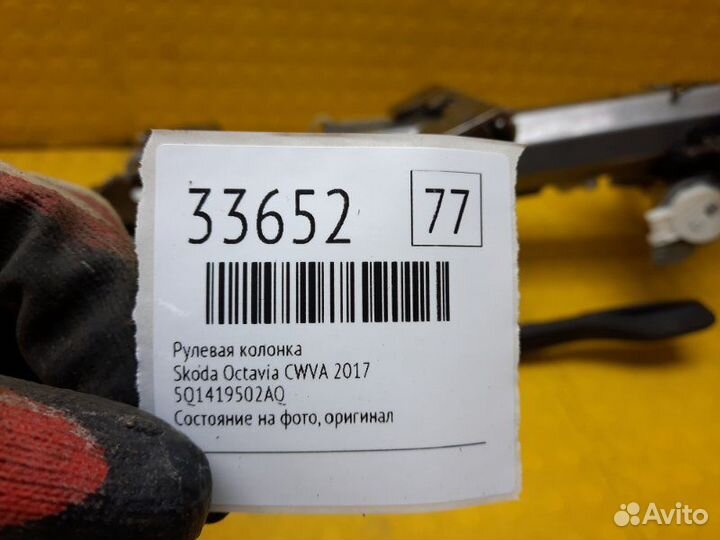 33652 77
Рулевая колонка
Skoda Octavia CWVA 2017
5Q1419502AQ
Состояние на фото, оригинал
Avito